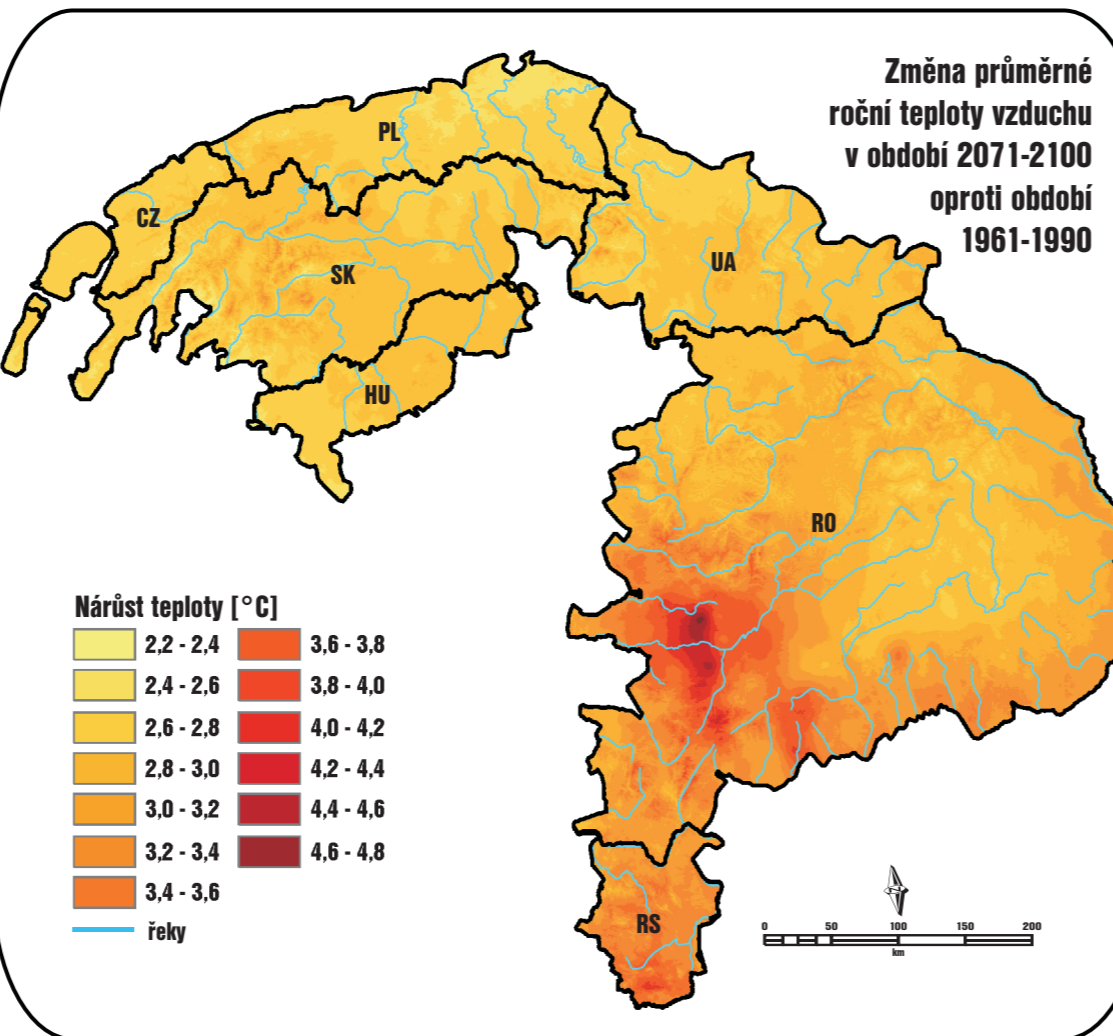 Změna průměrné
roční teploty vzduchu
v období 2071-2100
oproti období
1961-1990
PL
CZ
SK
UA
HU
RO
RS
Nárůst teploty [°C]
2,2 - 2,4
2,4 - 2,6
2,6 - 2,8
2,8 - 3,0
3,0 - 3,2
3,2 - 3,4
3,4 - 3,6
řeky
3,6 - 3,8
3,8 - 4,0
4,0 - 4,2
4,2 - 4,4
4,4 - 4,6
4,6 - 4,8
0 50 100 150 200
km